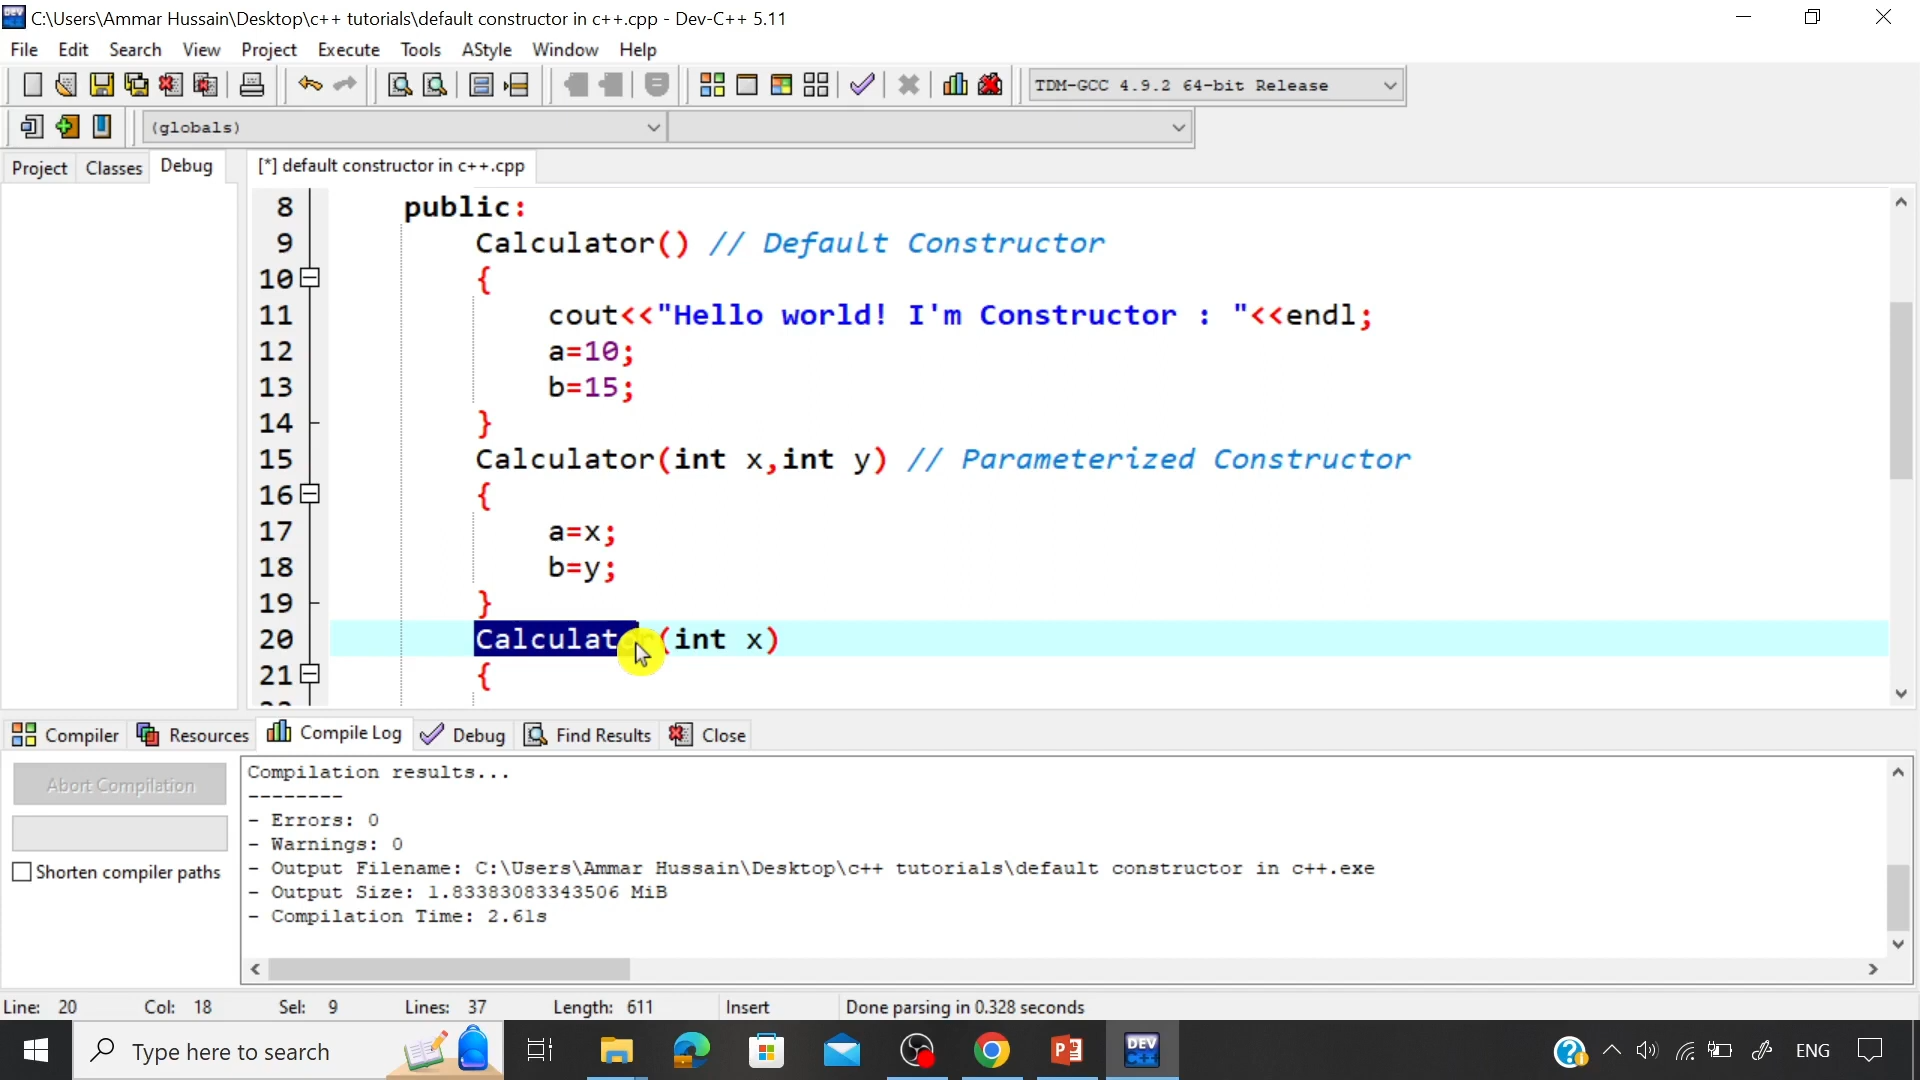 C:\Users\Ammar Hussain\Desktop\c++ tutorials\default constructor in c++.cpp - Dev-C++ 5.11
File Edit Search View Project Execute Tools AStyle Window Help
TDM-GCC 4.9.2 64-bit Release
(globals)
Project Classes Debug
[*] default constructor in c++.cpp
8 public:
9 Calculator() // Default Constructor
10 {
11 cout<<"Hello world! I'm Constructor : "<<endl;
12 a=10;
13 b=15;
14 }
15 Calculator(int x,int y) // Parameterized Constructor
16 {
17 a=x;
18 b=y;
19 }
20 Calculator(int x)
21 {
Compiler Resources Compile Log Debug Find Results Close
Abort Compilation
Shorten compiler paths
Compilation results...
--------
- Errors: 0
- Warnings: 0
- Output Filename: C:\Users\Ammar Hussain\Desktop\c++ tutorials\default constructor in c++.exe
- Output Size: 1.83383083343506 MiB
- Compilation Time: 2.61s
Line: 20 Col: 18 Sel: 9 Lines: 37 Length: 611 Insert Done parsing in 0.328 seconds
Type here to search
DEV
ENG